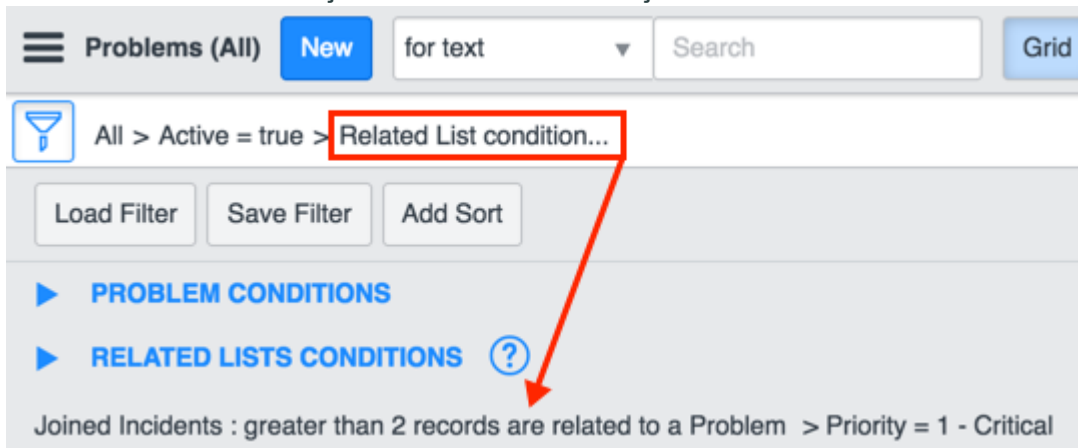 Problems (All) New for text Search Grid
All > Active = true > Related List condition...
Load Filter Save Filter Add Sort
PROBLEM CONDITIONS
RELATED LISTS CONDITIONS ?
Joined Incidents : greater than 2 records are related to a Problem > Priority = 1 - Critical